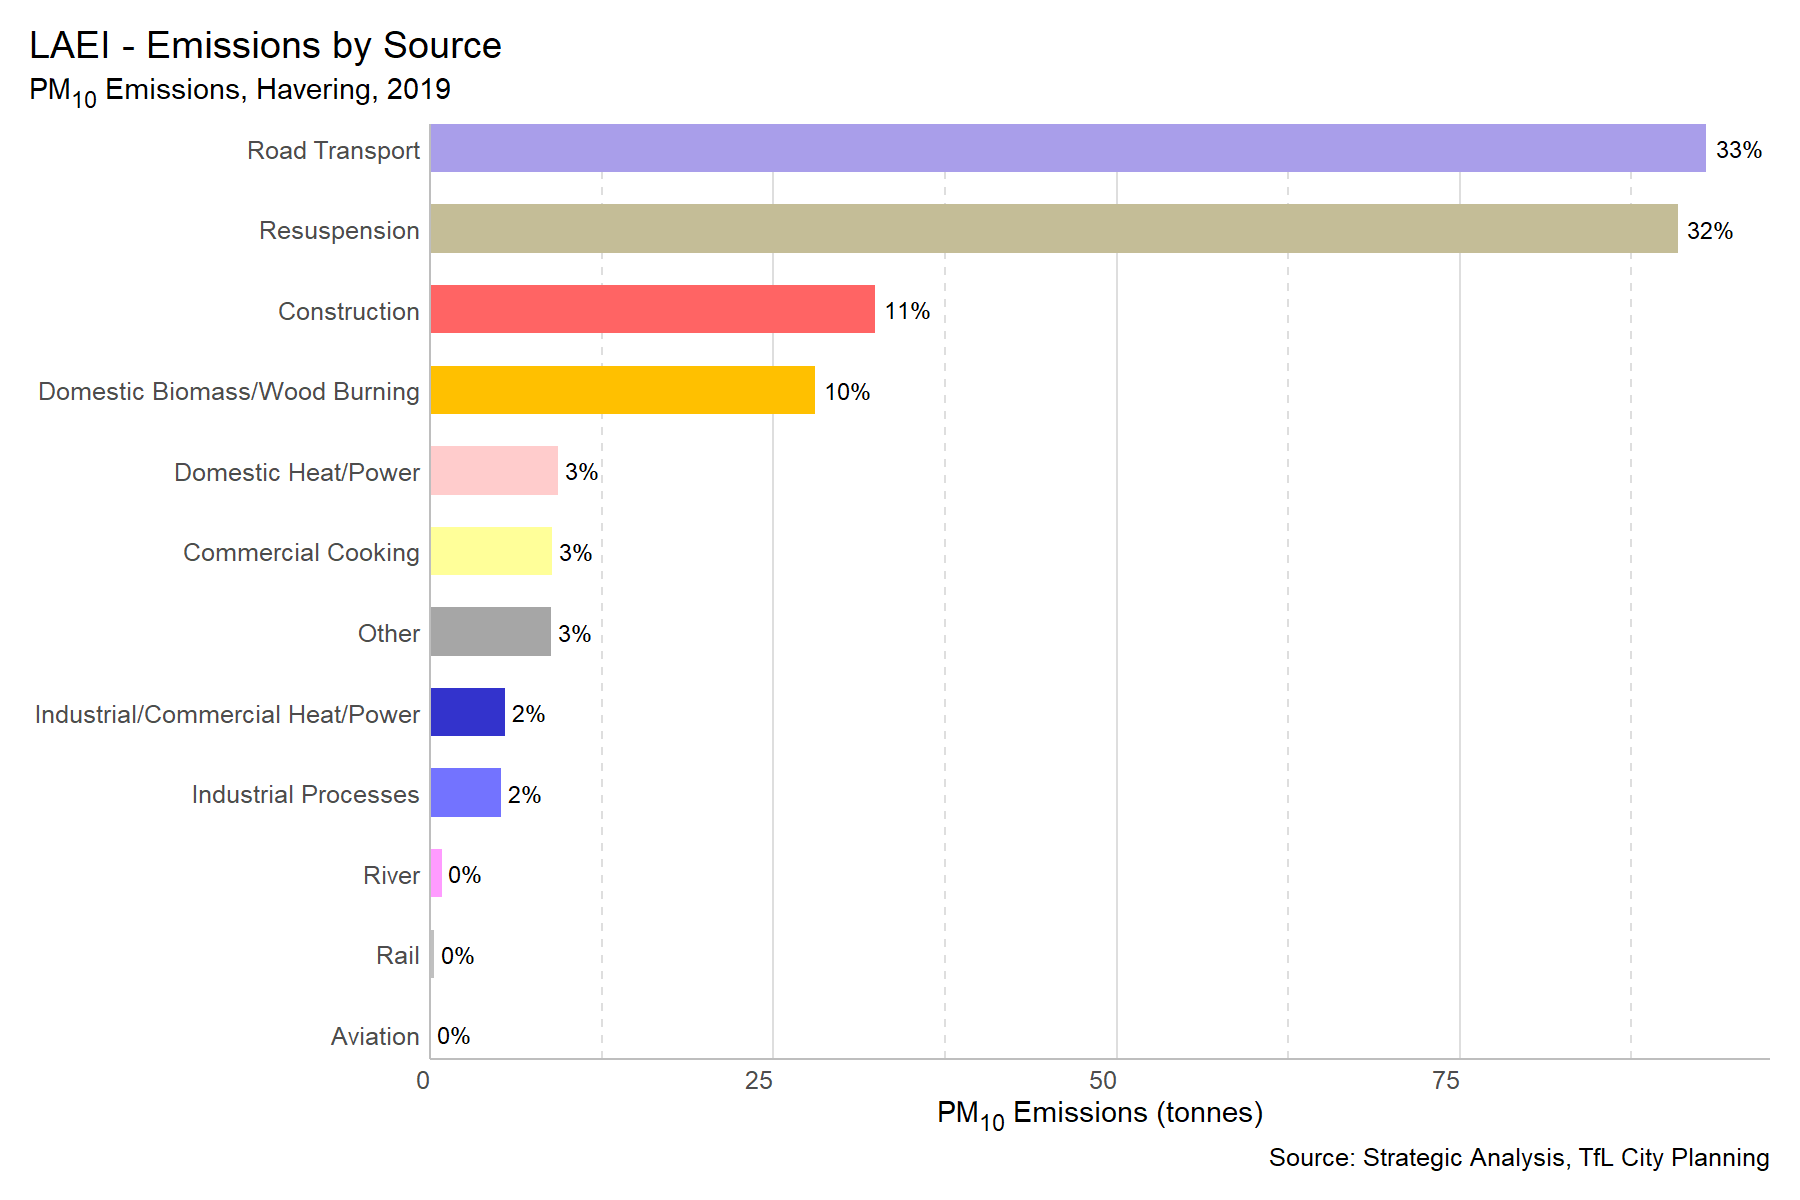 LAEI - Emissions by Source
PM10 Emissions, Havering, 2019
Road Transport 33%
Resuspension 32%
Construction 11%
Domestic Biomass/Wood Burning 10%
Domestic Heat/Power 3%
Commercial Cooking 3%
Other 3%
Industrial/Commercial Heat/Power 2%
Industrial Processes 2%
River 0%
Rail 0%
Aviation 0%
0 25 50 75
PM10 Emissions (tonnes)
Source: Strategic Analysis, TfL City Planning